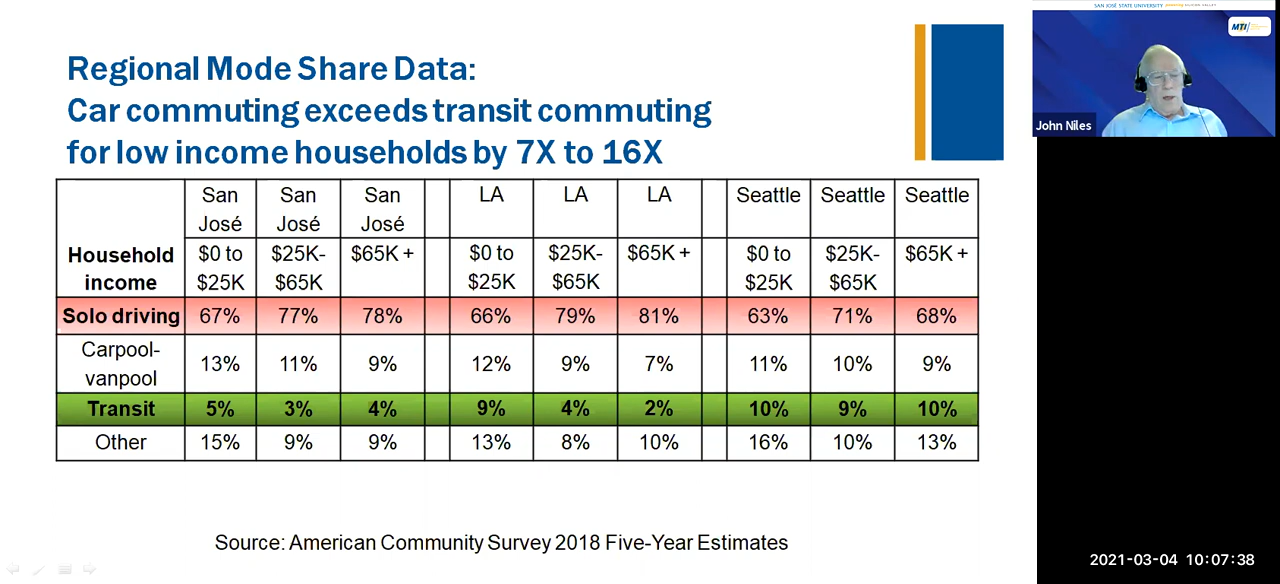 Regional Mode Share Data:
Car commuting exceeds transit commuting
for low income households by 7X to 16X
San José | San José | San José | LA | LA | LA | Seattle | Seattle | Seattle
Household income | $0 to $25K | $25K-$65K | $65K + | $0 to $25K | $25K-$65K | $65K + | $0 to $25K | $25K-$65K | $65K +
Solo driving | 67% | 77% | 78% | 66% | 79% | 81% | 63% | 71% | 68%
Carpool-vanpool | 13% | 11% | 9% | 12% | 9% | 7% | 11% | 10% | 9%
Transit | 5% | 3% | 4% | 9% | 4% | 2% | 10% | 9% | 10%
Other | 15% | 9% | 9% | 13% | 8% | 10% | 16% | 10% | 13%
Source: American Community Survey 2018 Five-Year Estimates
SAN JOSÉ STATE UNIVERSITY
MTI
John Niles
2021-03-04 10:07:38